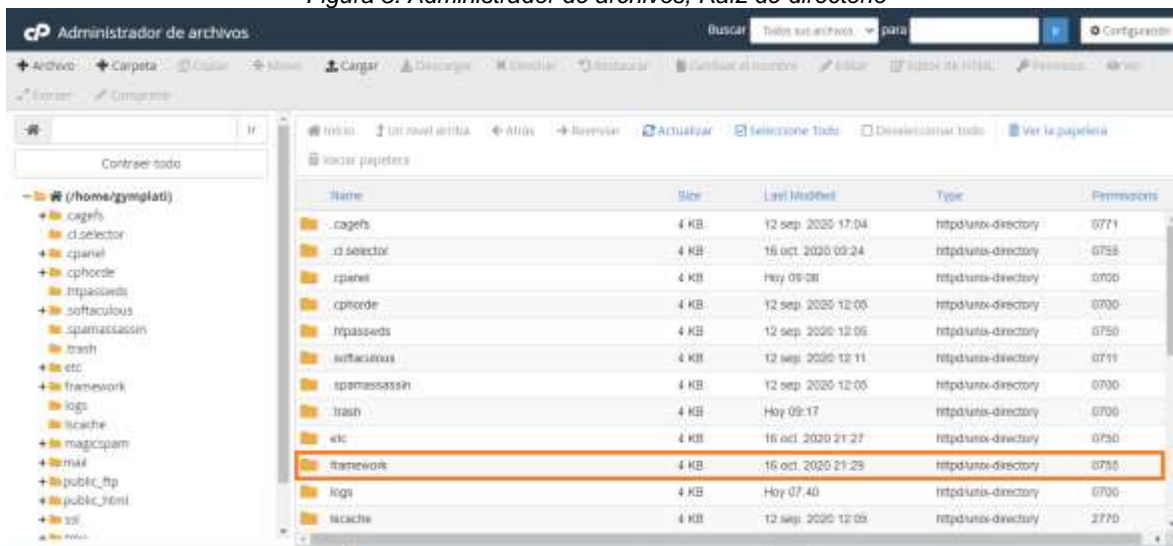 Figura 8. Administrador de archivos, Raíz de directorio
cP Administrador de archivos
Buscar Todos sus archivos para Ir Configuración
Archivo Carpeta Copiar Mover Cargar Descargar Eliminar Restaurar Cambiar el nombre Editar Editor de HTML Permisos Ver
Extraer Comprimir
Ir
Contraer todo
Inicio Un nivel arriba Atrás Reenviar Actualizar Seleccione Todo Deseleccionar todo Ver la papelera
Vaciar papelera
(/home/gymplati)
.cagefs
.cl.selector
.cpanel
.cphorde
.htpasswds
.softaculous
.spamassassin
.trash
etc
framework
logs
lscache
magicspam
mail
public_ftp
public_html
ssl
Name Size Last Modified Type Permissions
.cagefs 4 KB 12 sep. 2020 17:04 httpd/unix-directory 0771
.cl.selector 4 KB 16 oct. 2020 03:24 httpd/unix-directory 0755
.cpanel 4 KB Hoy 09:08 httpd/unix-directory 0700
.cphorde 4 KB 12 sep. 2020 12:05 httpd/unix-directory 0700
.htpasswds 4 KB 12 sep. 2020 12:05 httpd/unix-directory 0750
.softaculous 4 KB 12 sep. 2020 12:11 httpd/unix-directory 0711
.spamassassin 4 KB 12 sep. 2020 12:05 httpd/unix-directory 0700
.trash 4 KB Hoy 09:17 httpd/unix-directory 0700
etc 4 KB 16 oct. 2020 21:27 httpd/unix-directory 0750
framework 4 KB 16 oct. 2020 21:29 httpd/unix-directory 0755
logs 4 KB Hoy 07:40 httpd/unix-directory 0700
lscache 4 KB 12 sep. 2020 12:05 httpd/unix-directory 2770